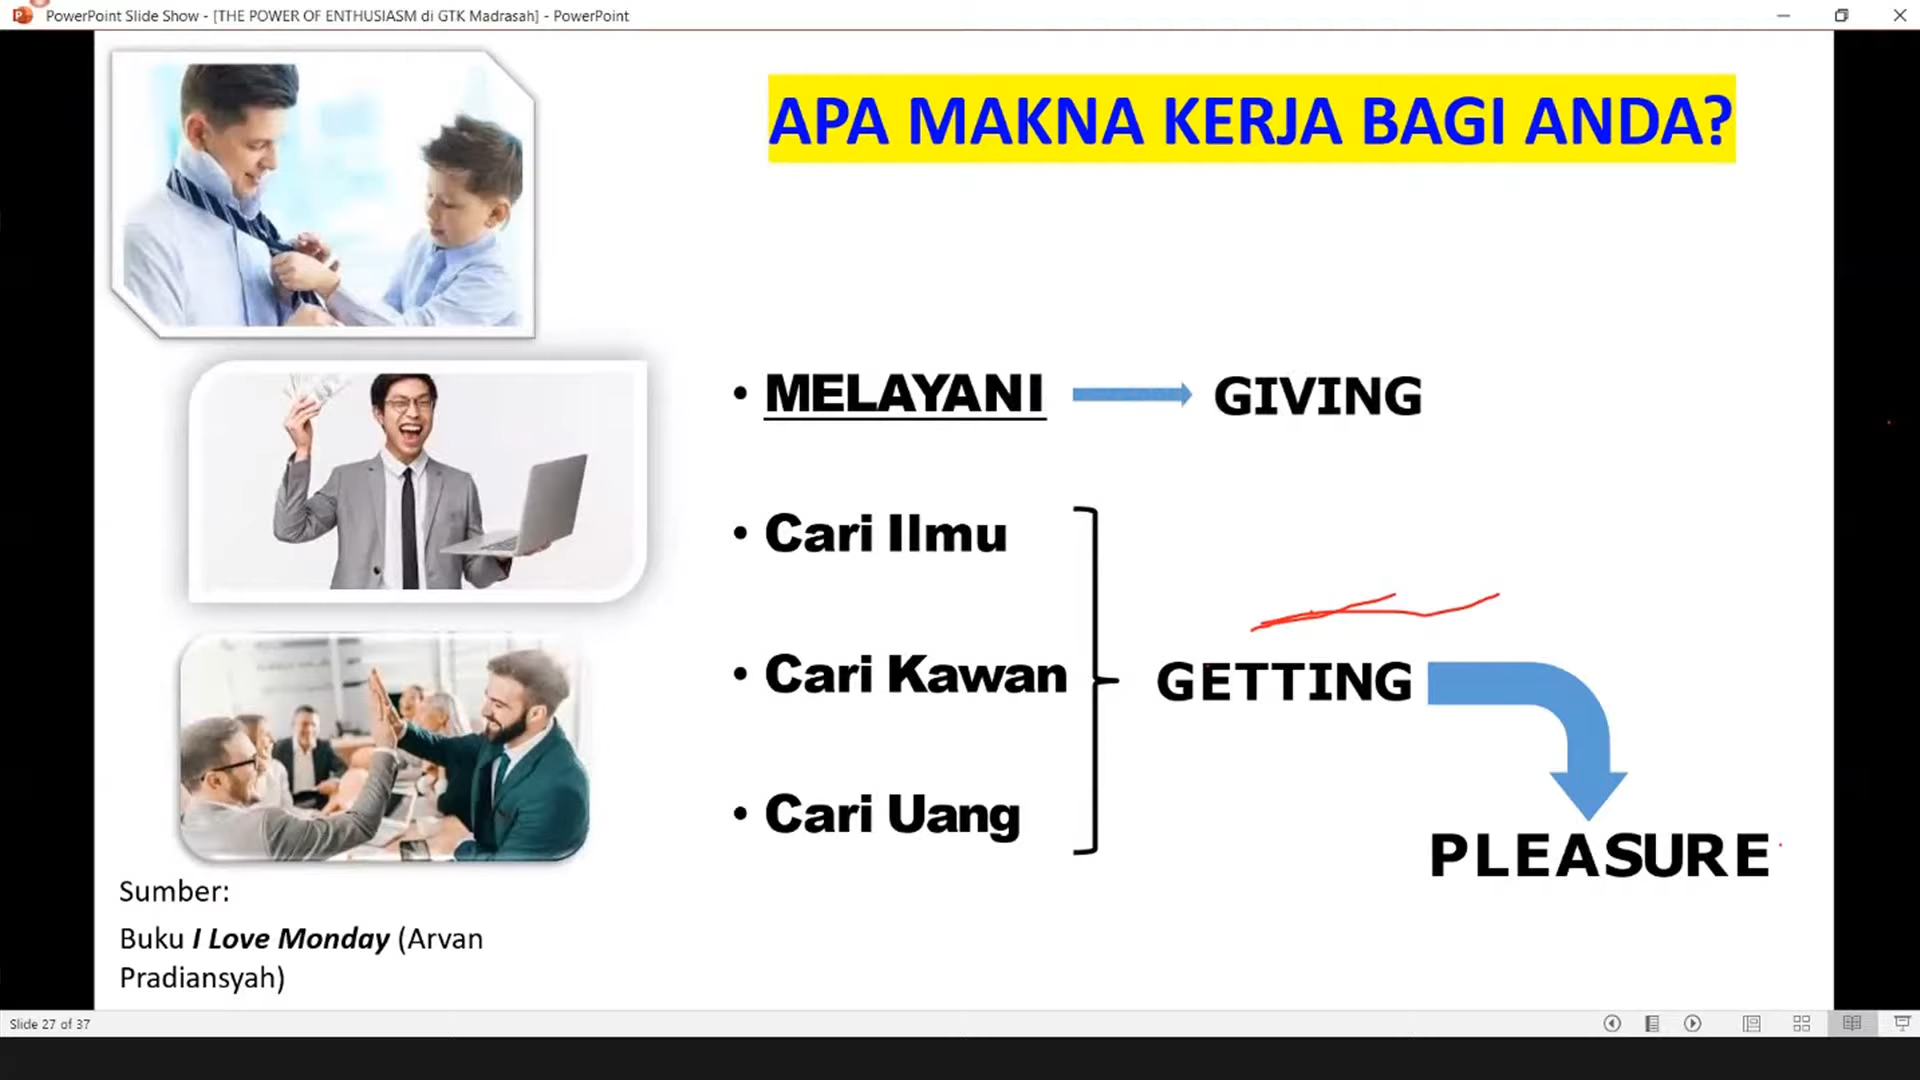 PowerPoint Slide Show - [THE POWER OF ENTHUSIASM di GTK Madrasah] - PowerPoint
APA MAKNA KERJA BAGI ANDA?
• MELAYANI
GIVING
• Cari Ilmu
• Cari Kawan
GETTING
• Cari Uang
PLEASURE
Sumber:
Buku I Love Monday (Arvan
Pradiansyah)
Slide 27 of 37